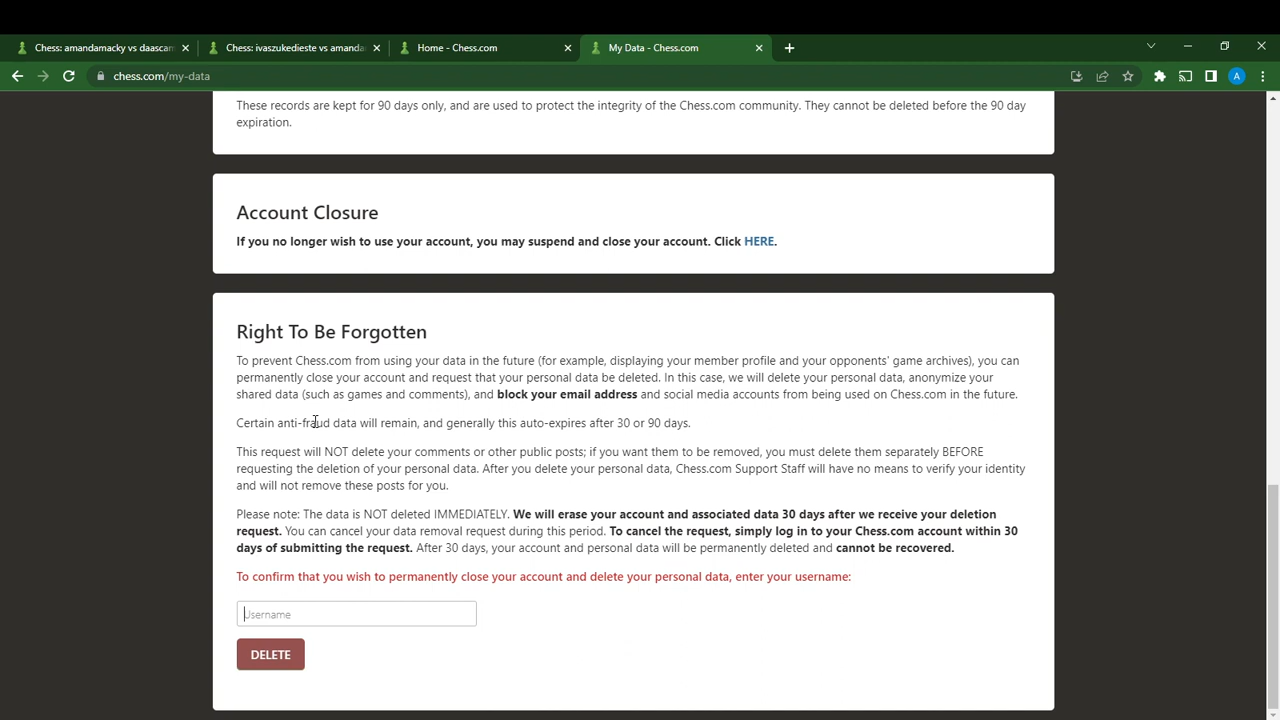 Chess: amandamacky vs daascam
Chess: ivaszukedieste vs amanda
Home - Chess.com
My Data - Chess.com
chess.com/my-data
A
These records are kept for 90 days only, and are used to protect the integrity of the Chess.com community. They cannot be deleted before the 90 day
expiration.
Account Closure
If you no longer wish to use your account, you may suspend and close your account. Click HERE.
Right To Be Forgotten
To prevent Chess.com from using your data in the future (for example, displaying your member profile and your opponents' game archives), you can
permanently close your account and request that your personal data be deleted. In this case, we will delete your personal data, anonymize your
shared data (such as games and comments), and block your email address and social media accounts from being used on Chess.com in the future.
Certain anti-fraud data will remain, and generally this auto-expires after 30 or 90 days.
This request will NOT delete your comments or other public posts; if you want them to be removed, you must delete them separately BEFORE
requesting the deletion of your personal data. After you delete your personal data, Chess.com Support Staff will have no means to verify your identity
and will not remove these posts for you.
Please note: The data is NOT deleted IMMEDIATELY. We will erase your account and associated data 30 days after we receive your deletion
request. You can cancel your data removal request during this period. To cancel the request, simply log in to your Chess.com account within 30
days of submitting the request. After 30 days, your account and personal data will be permanently deleted and cannot be recovered.
To confirm that you wish to permanently close your account and delete your personal data, enter your username:
Username
DELETE